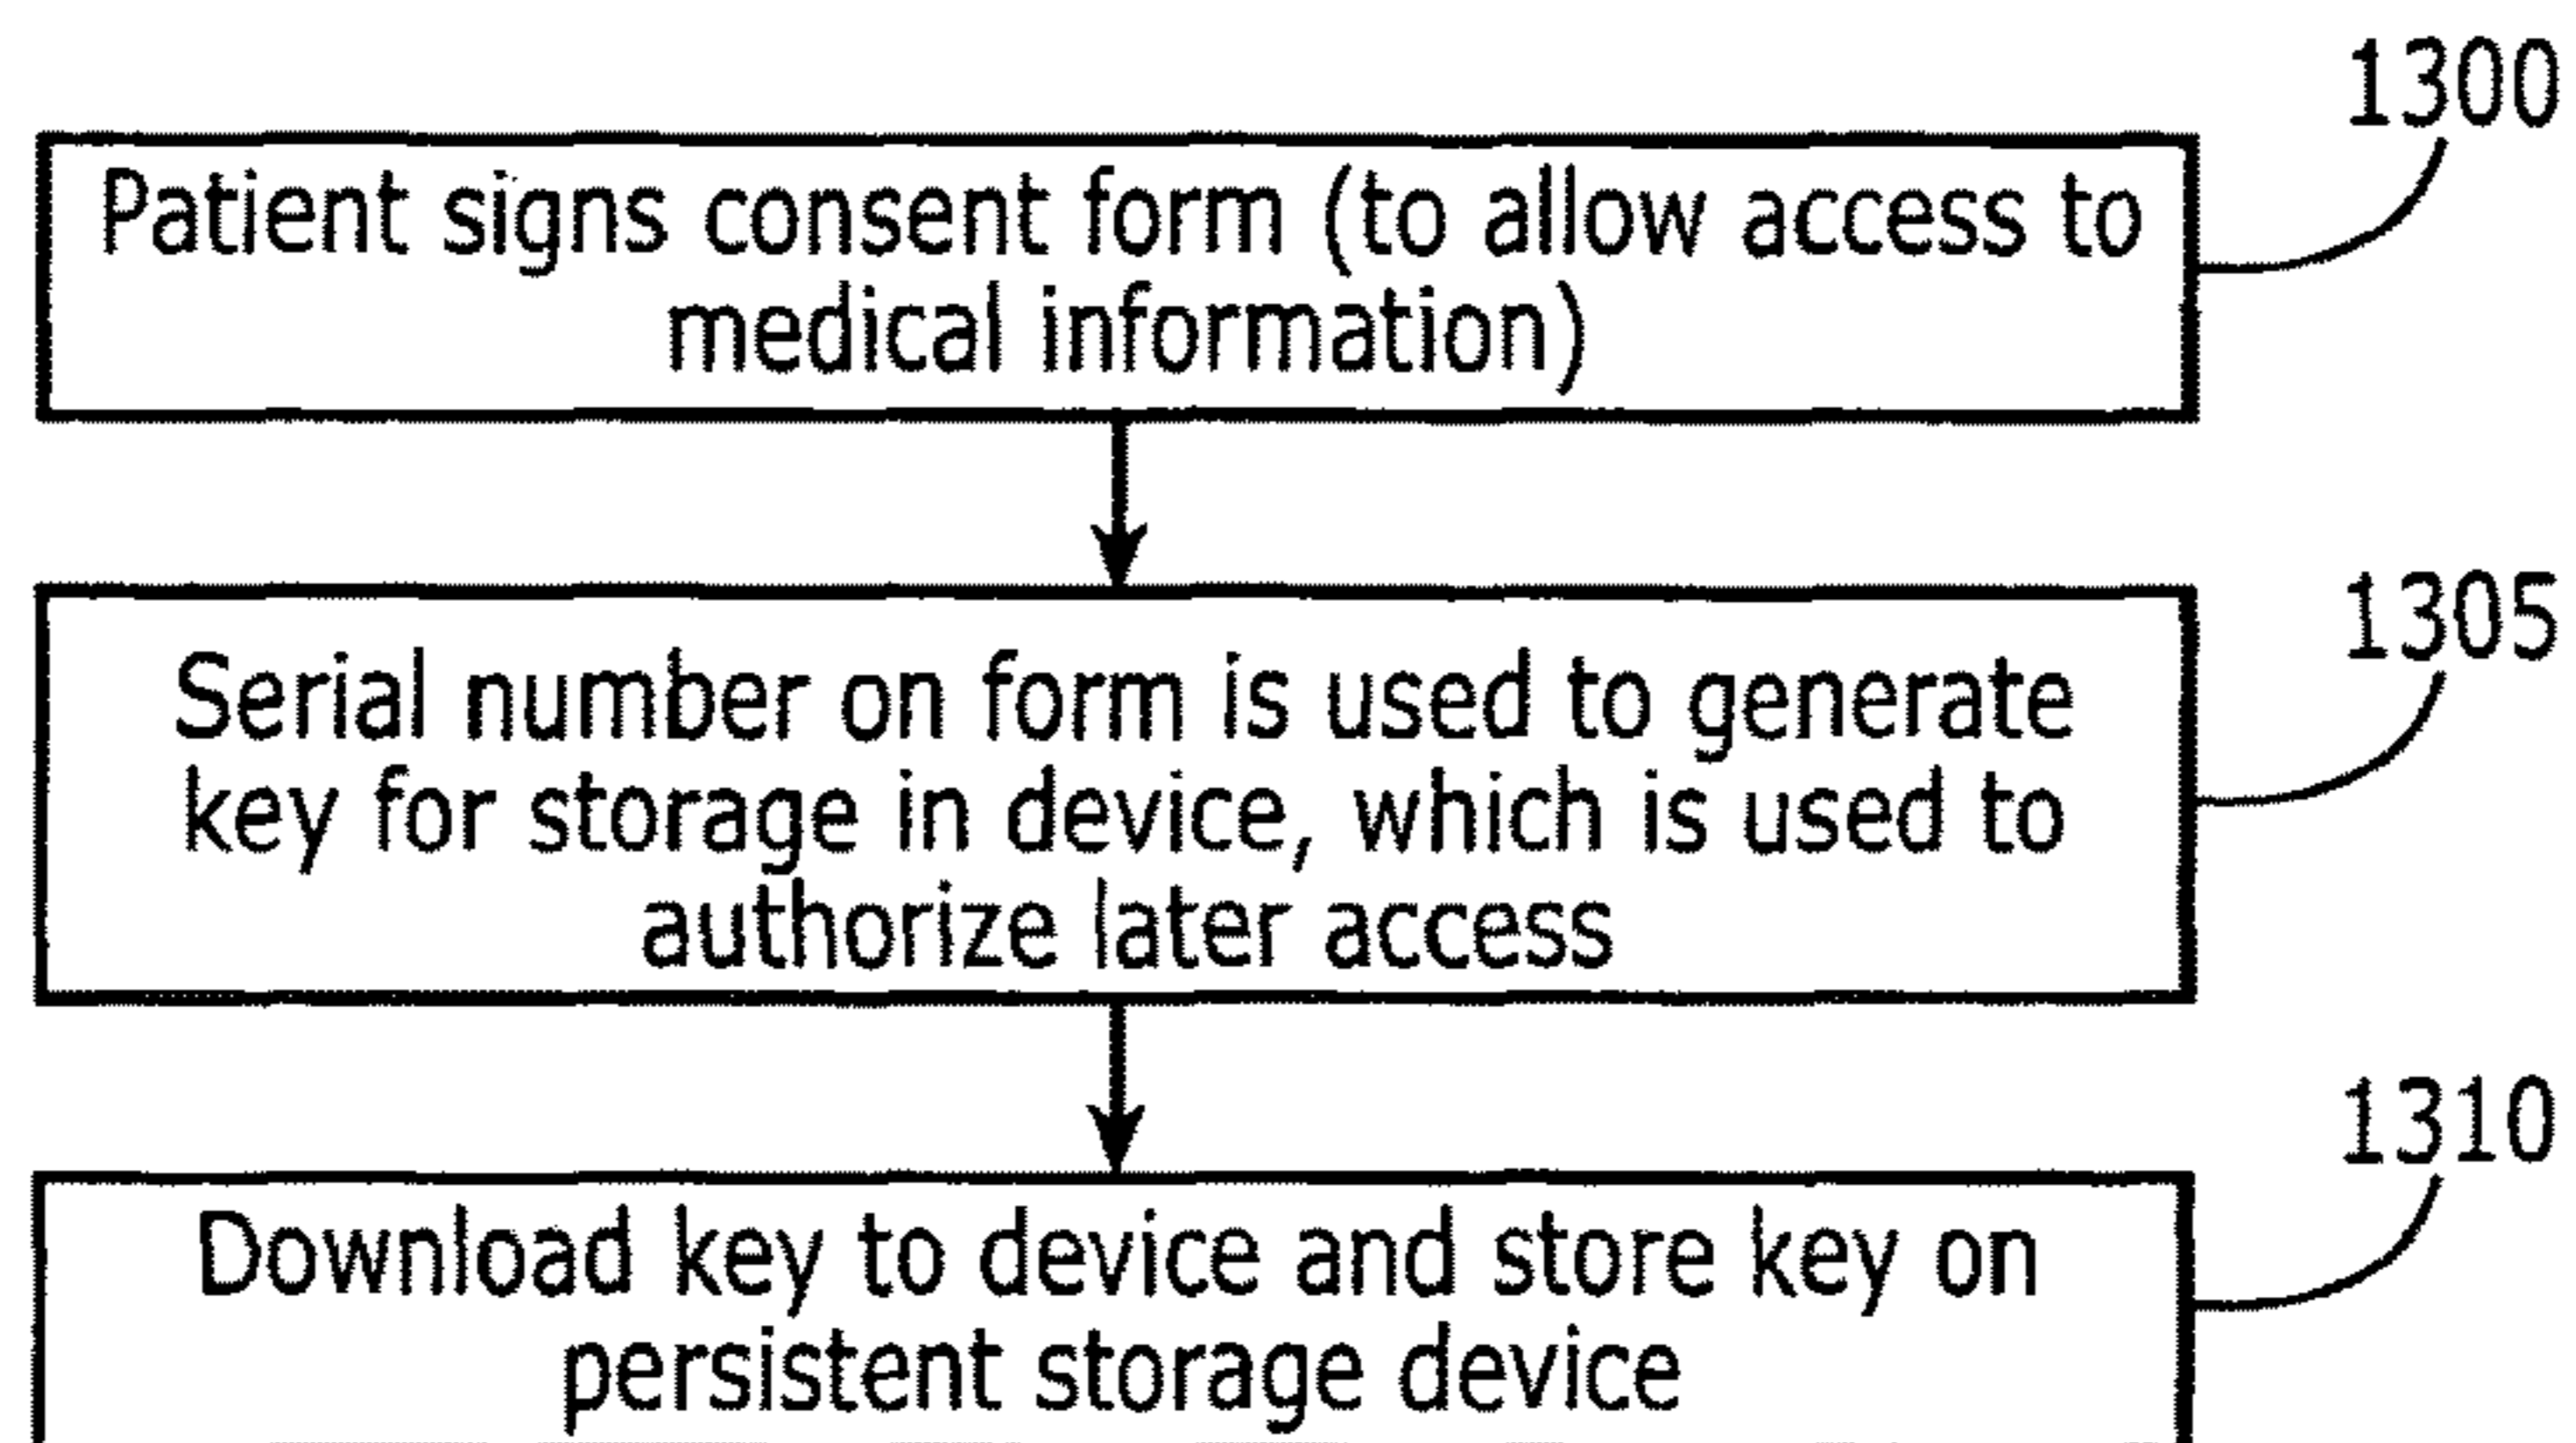 1300
Patient signs consent form (to allow access to
medical information)
1305
Serial number on form is used to generate
key for storage in device, which is used to
authorize later access
1310
Download key to device and store key on
persistent storage device